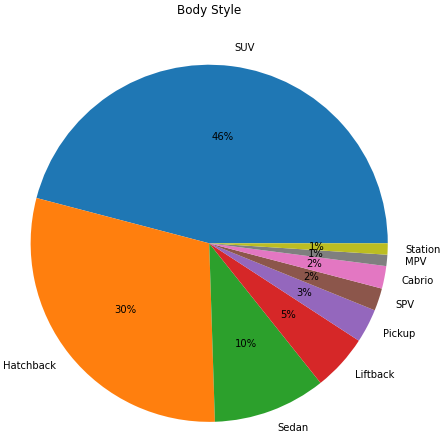 Body Style
SUV
46%
Hatchback
30%
Sedan
10%
Liftback
5%
Pickup
3%
SPV
2%
Cabrio
2%
MPV
1%
Station
1%